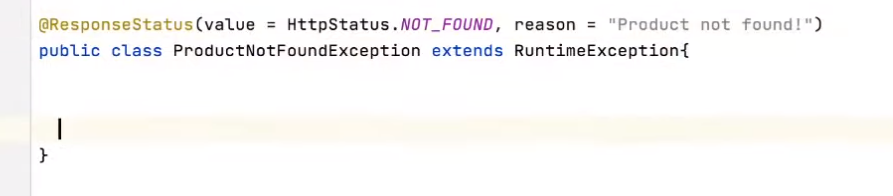 @ResponseStatus(value = HttpStatus.NOT_FOUND, reason = "Product not found!")
public class ProductNotFoundException extends RuntimeException{
}